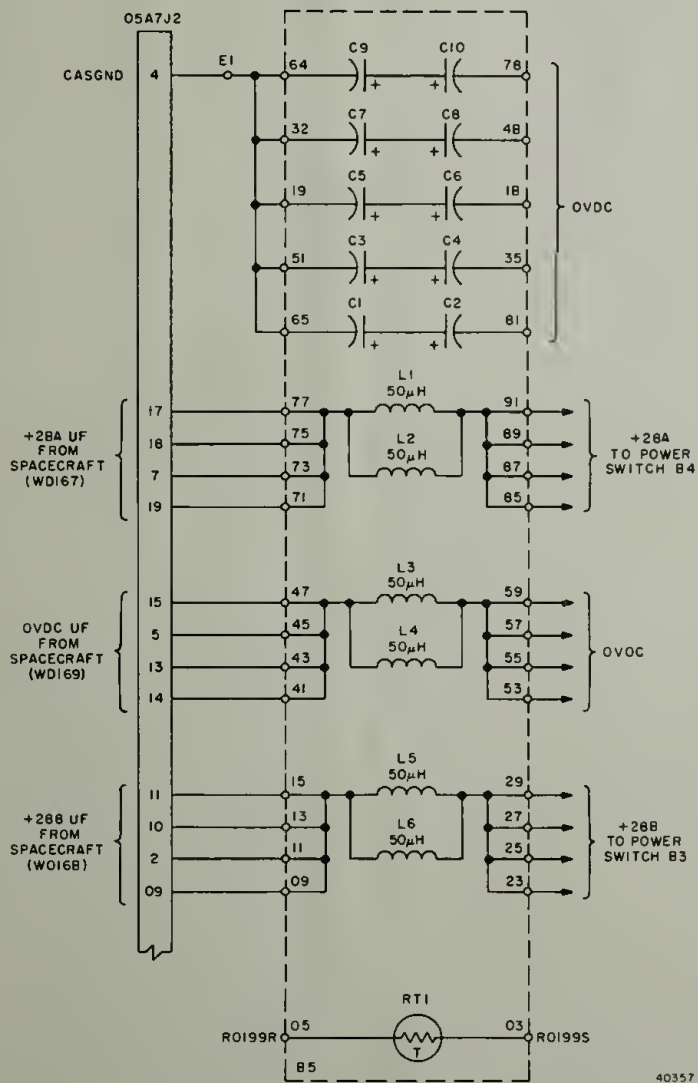 05A7J2
CASGND 4 E1 64 C9 C10 78
+ +
32 C7 C8 48
+ +
19 C5 C6 18
+ +
0VDC
51 C3 C4 35
+ +
65 C1 C2 81
+ +
+28A UF
FROM
SPACECRAFT
(WD167)
17 77 L1 50μH 91
18 75 89
7 73 L2 50μH 87
19 71 85
+28A
TO POWER
SWITCH B4
0VDC UF
FROM
SPACECRAFT
(WD169)
15 47 L3 50μH 59
5 45 57
13 43 L4 50μH 55
14 41 53
0VDC
+28B UF
FROM
SPACECRAFT
(WD168)
11 15 L5 50μH 29
10 13 27
2 11 L6 50μH 25
09 09 23
+28B
TO POWER
SWITCH B3
RT1
R0199R 05 T 03 R0199S
B5
40357